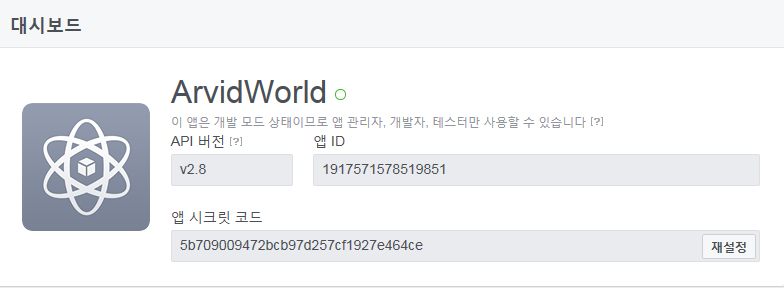 대시보드
ArvidWorld
이 앱은 개발 모드 상태이므로 앱 관리자, 개발자, 테스터만 사용할 수 있습니다 [?]
API 버전 [?] 앱 ID
v2.8 1917571578519851
앱 시크릿 코드
5b709009472bcb97d257cf1927e464ce 재설정